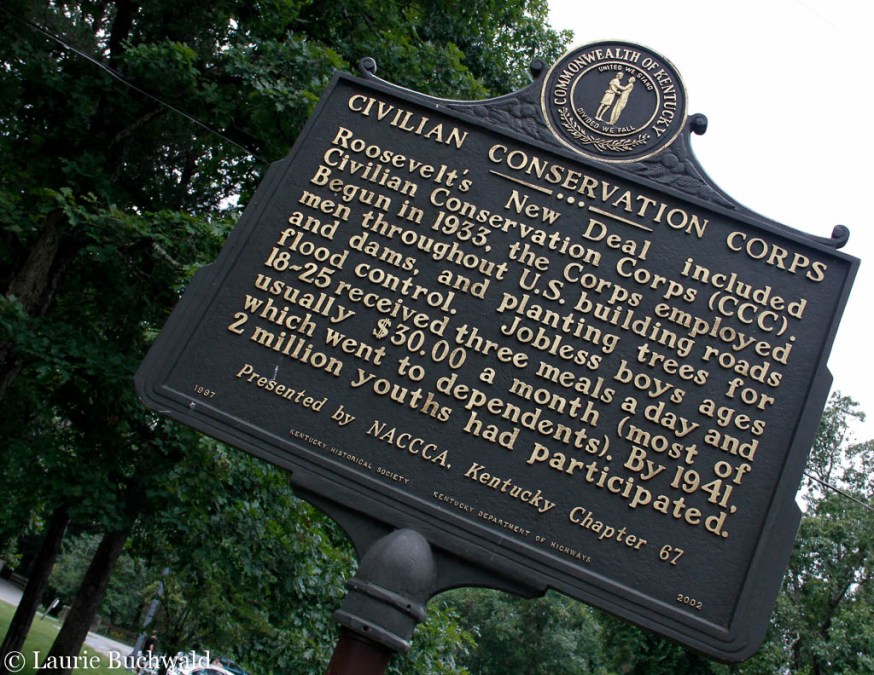 COMMONWEALTH OF KENTUCKY
UNITED WE STAND
DIVIDED WE FALL
CIVILIAN CONSERVATION CORPS
Roosevelt's New Deal included
Civilian Conservation Corps (CCC).
Begun in 1933, the Corps employed
men throughout U.S. building roads
and dams, and planting trees for
flood control. Jobless boys ages
18-25 received three meals a day and
usually $30.00 a month (most of
which went to dependents). By 1941,
2 million youths had participated.
Presented by NACCCA, Kentucky Chapter 67
1997
KENTUCKY HISTORICAL SOCIETY KENTUCKY DEPARTMENT OF HIGHWAYS
2002
© Laurie Buchwald